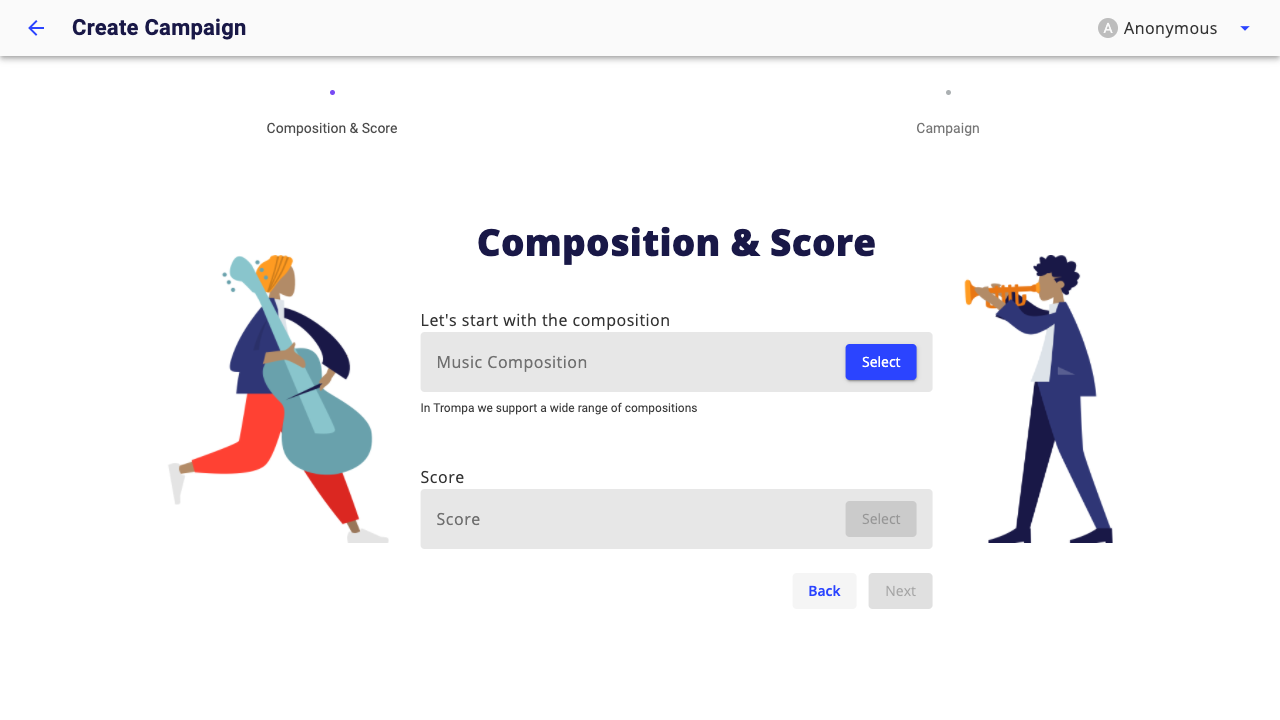 Create Campaign
A Anonymous
Composition & Score
Campaign
Composition & Score
Let's start with the composition
Music Composition
Select
In Trompa we support a wide range of compositions
Score
Score
Select
Back
Next